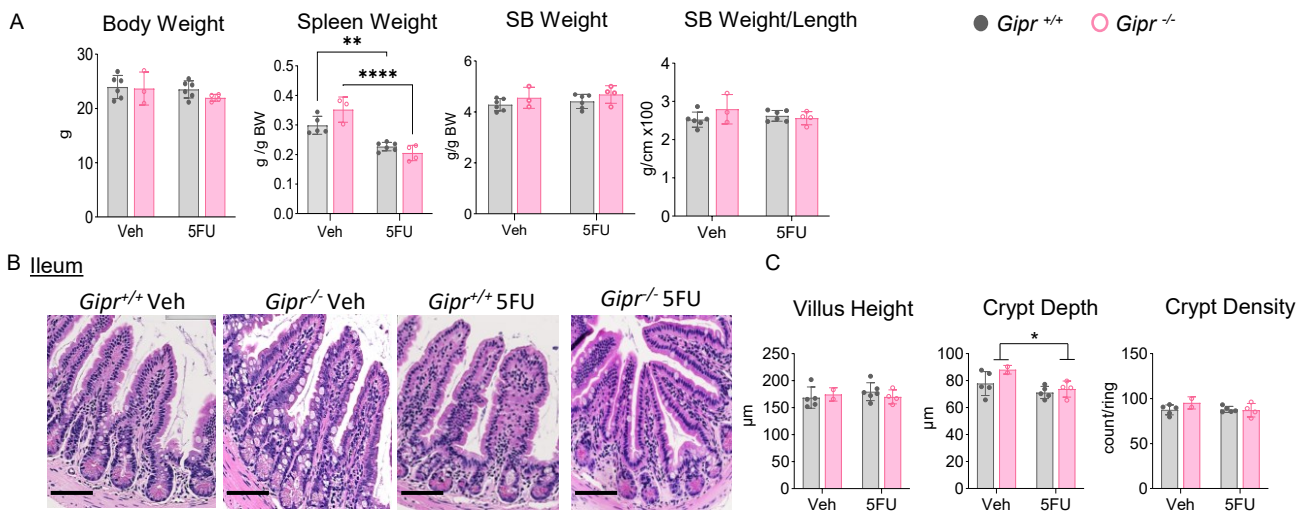 A
Body Weight
Spleen Weight
SB Weight
SB Weight/Length
Gipr +/+
Gipr -/-
g
30
20
10
0
Veh
5FU
g /g BW
0.5
0.4
0.3
0.2
0.1
0.0
**
****
Veh
5FU
g/g BW
6
4
2
0
Veh
5FU
g/cm x100
4
3
2
1
0
Veh
5FU
B Ileum
Gipr+/+ Veh
Gipr-/- Veh
Gipr+/+ 5FU
Gipr-/- 5FU
C
Villus Height
Crypt Depth
Crypt Density
µm
250
200
150
100
50
0
Veh
5FU
µm
100
80
60
40
20
0
*
Veh
5FU
count/ring
150
100
50
0
Veh
5FU